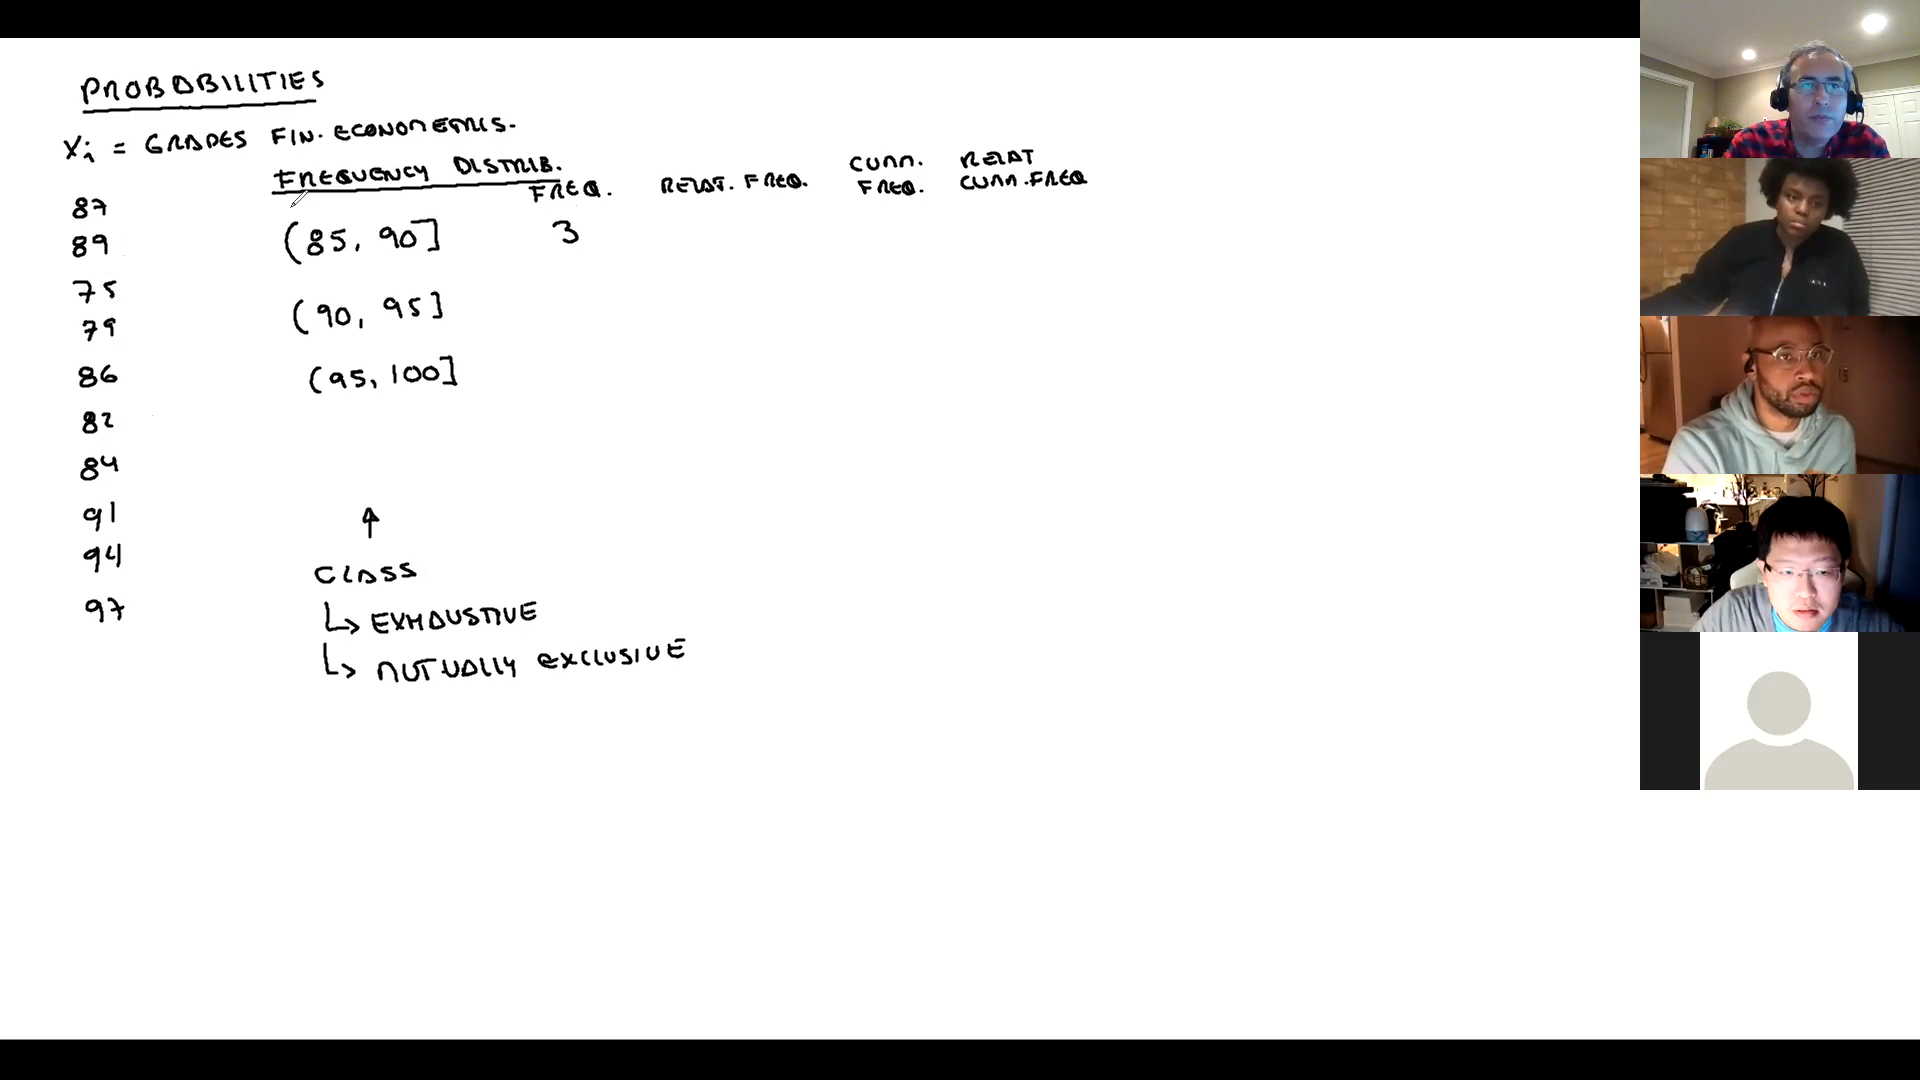 PROBABILITIES
Xi = GRADES FIN. ECONOMETRICS.
FREQUENCY DISTRIB.
FREQ.
RELAT. FREQ.
CUM.
FREQ.
RELAT
CUM.FREQ
87
89
75
79
86
82
84
91
94
97
(85, 90]
3
(90, 95]
(95, 100]
CLASS
↳ EXHAUSTIVE
↳ MUTUALLY EXCLUSIVE